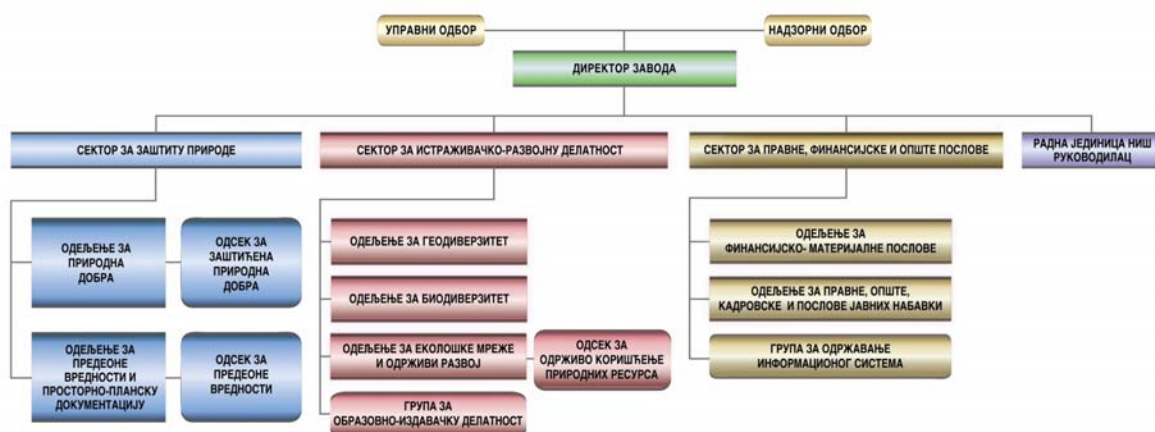 УПРАВНИ ОДБОР
НАДЗОРНИ ОДБОР
ДИРЕКТОР ЗАВОДА
СЕКТОР ЗА ЗАШТИТУ ПРИРОДЕ
СЕКТОР ЗА ИСТРАЖИВАЧКО-РАЗВОЈНУ ДЕЛАТНОСТ
СЕКТОР ЗА ПРАВНЕ, ФИНАНСИЈСКЕ И ОПШТЕ ПОСЛОВЕ
РАДНА ЈЕДИНИЦА НИШ
РУКОВОДИЛАЦ
ОДЕЉЕЊЕ ЗА
ПРИРОДНА
ДОБРА
ОДСЕК ЗА
ЗАШТИЋЕНА
ПРИРОДНА
ДОБРА
ОДЕЉЕЊЕ ЗА
ПРЕДЕОНЕ
ВРЕДНОСТИ И
ПРОСТОРНО-ПЛАНСКУ
ДОКУМЕНТАЦИЈУ
ОДСЕК ЗА
ПРЕДЕОНЕ
ВРЕДНОСТИ
ОДЕЉЕЊЕ ЗА ГЕОДИВЕРЗИТЕТ
ОДЕЉЕЊЕ ЗА БИОДИВЕРЗИТЕТ
ОДЕЉЕЊЕ ЗА ЕКОЛОШКЕ МРЕЖЕ
И ОДРЖИВИ РАЗВОЈ
ОДСЕК ЗА
ОДРЖИВО КОРИШЋЕЊЕ
ПРИРОДНИХ РЕСУРСА
ГРУПА ЗА
ОБРАЗОВНО-ИЗДАВАЧКУ ДЕЛАТНОСТ
ОДЕЉЕЊЕ ЗА
ФИНАНСИЈСКО- МАТЕРИЈАЛНЕ ПОСЛОВЕ
ОДЕЉЕЊЕ ЗА ПРАВНЕ, ОПШТЕ,
КАДРОВСКЕ И ПОСЛОВЕ ЈАВНИХ НАБАВКИ
ГРУПА ЗА ОДРЖАВАЊЕ
ИНФОРМАЦИОНОГ СИСТЕМА